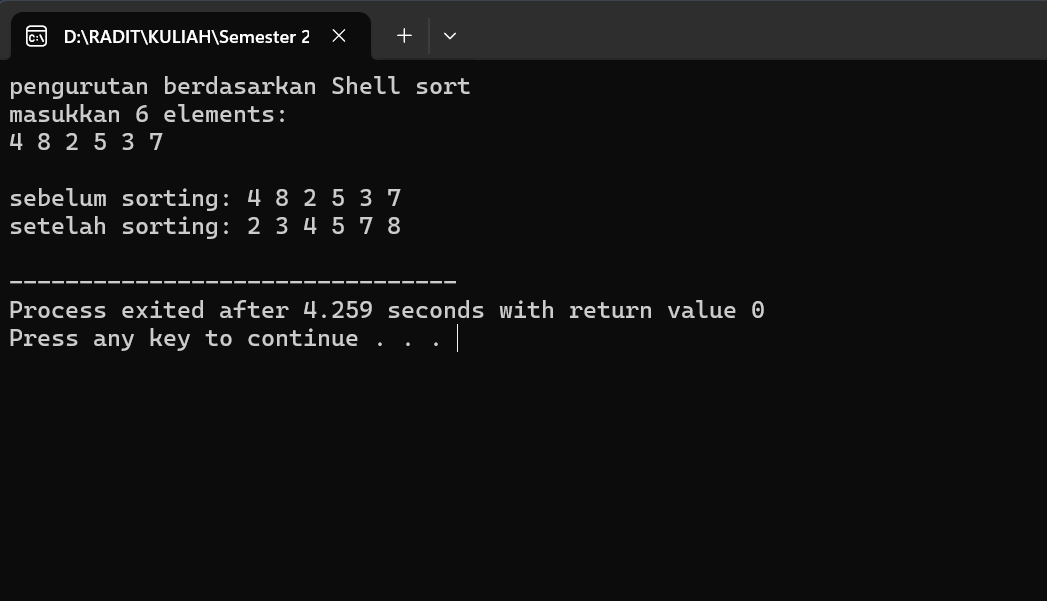 D:\RADIT\KULIAH\Semester 2
pengurutan berdasarkan Shell sort
masukkan 6 elements:
4 8 2 5 3 7
sebelum sorting: 4 8 2 5 3 7
setelah sorting: 2 3 4 5 7 8
--------------------------------
Process exited after 4.259 seconds with return value 0
Press any key to continue . . .